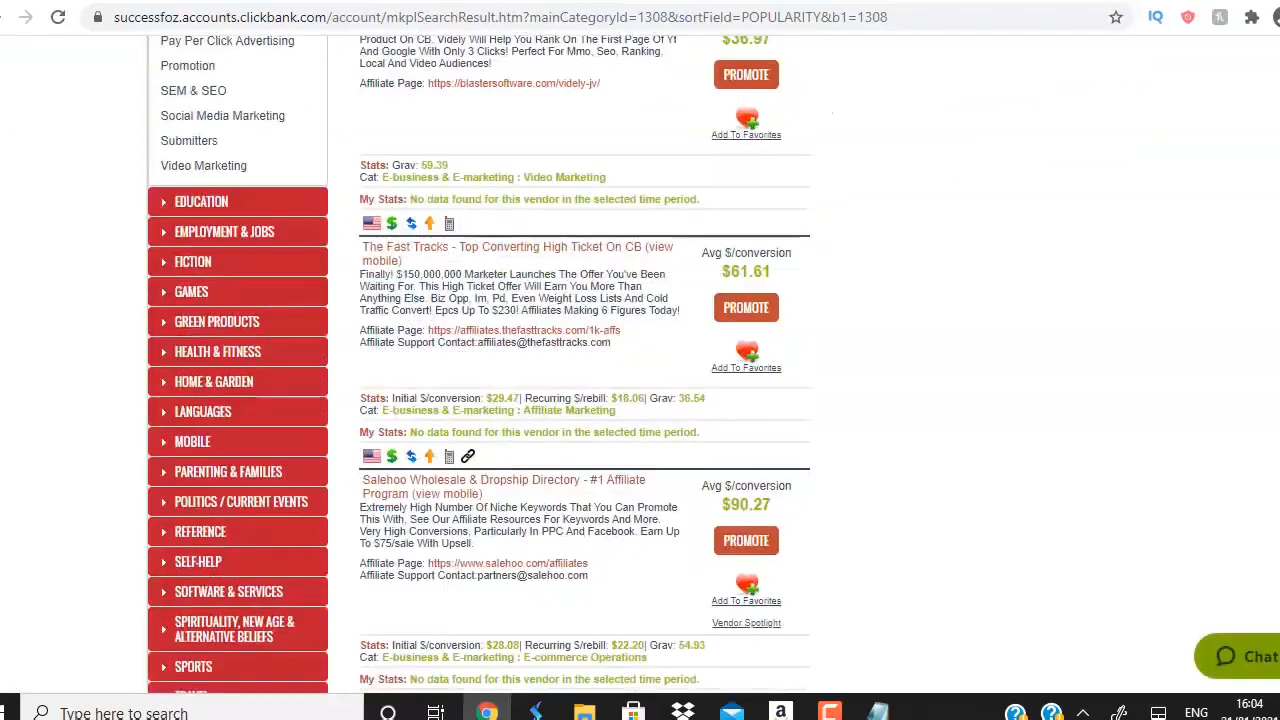 successfoz.accounts.clickbank.com/account/mkplSearchResult.htm?mainCategoryId=1308&sortField=POPULARITY&b1=1308
IQ
Pay Per Click Advertising
Promotion
SEM & SEO
Social Media Marketing
Submitters
Video Marketing
EDUCATION
EMPLOYMENT & JOBS
FICTION
GAMES
GREEN PRODUCTS
HEALTH & FITNESS
HOME & GARDEN
LANGUAGES
MOBILE
PARENTING & FAMILIES
POLITICS / CURRENT EVENTS
REFERENCE
SELF-HELP
SOFTWARE & SERVICES
SPIRITUALITY, NEW AGE &
ALTERNATIVE BELIEFS
SPORTS
Product On CB. Videly Will Help You Rank On The First Page Of Yt
And Google With Only 3 Clicks! Perfect For Mmo, Seo, Ranking,
Local And Video Audiences!
Affiliate Page: https://blastersoftware.com/videly-jv/
$36.97
PROMOTE
Add To Favorites
Stats: Grav: 59.39
Cat: E-business & E-marketing : Video Marketing
My Stats: No data found for this vendor in the selected time period.
The Fast Tracks - Top Converting High Ticket On CB (view
mobile)
Finally! $150,000,000 Marketer Launches The Offer You've Been
Waiting For. This High Ticket Offer Will Earn You More Than
Anything Else. Biz Opp, Im, Pd, Even Weight Loss Lists And Cold
Traffic Convert! Epcs Up To $230! Affiliates Making 6 Figures Today!
Affiliate Page: https://affiliates.thefasttracks.com/1k-affs
Affiliate Support Contact:affiliates@thefasttracks.com
Avg $/conversion
$61.61
PROMOTE
Add To Favorites
Stats: Initial $/conversion: $29.47| Recurring $/rebill: $18.06| Grav: 36.54
Cat: E-business & E-marketing : Affiliate Marketing
My Stats: No data found for this vendor in the selected time period.
Salehoo Wholesale & Dropship Directory - #1 Affiliate
Program (view mobile)
Extremely High Number Of Niche Keywords That You Can Promote
This With, See Our Affiliate Resources For Keywords And More.
Very High Conversions, Particularly In PPC And Facebook. Earn Up
To $75/sale With Upsell.
Affiliate Page: https://www.salehoo.com/affiliates
Affiliate Support Contact:partners@salehoo.com
Avg $/conversion
$90.27
PROMOTE
Add To Favorites
Vendor Spotlight
Stats: Initial $/conversion: $28.08| Recurring $/rebill: $22.20| Grav: 54.93
Cat: E-business & E-marketing : E-commerce Operations
My Stats: No data found for this vendor in the selected time period.
Chat
Type here to search
ENG
16:04